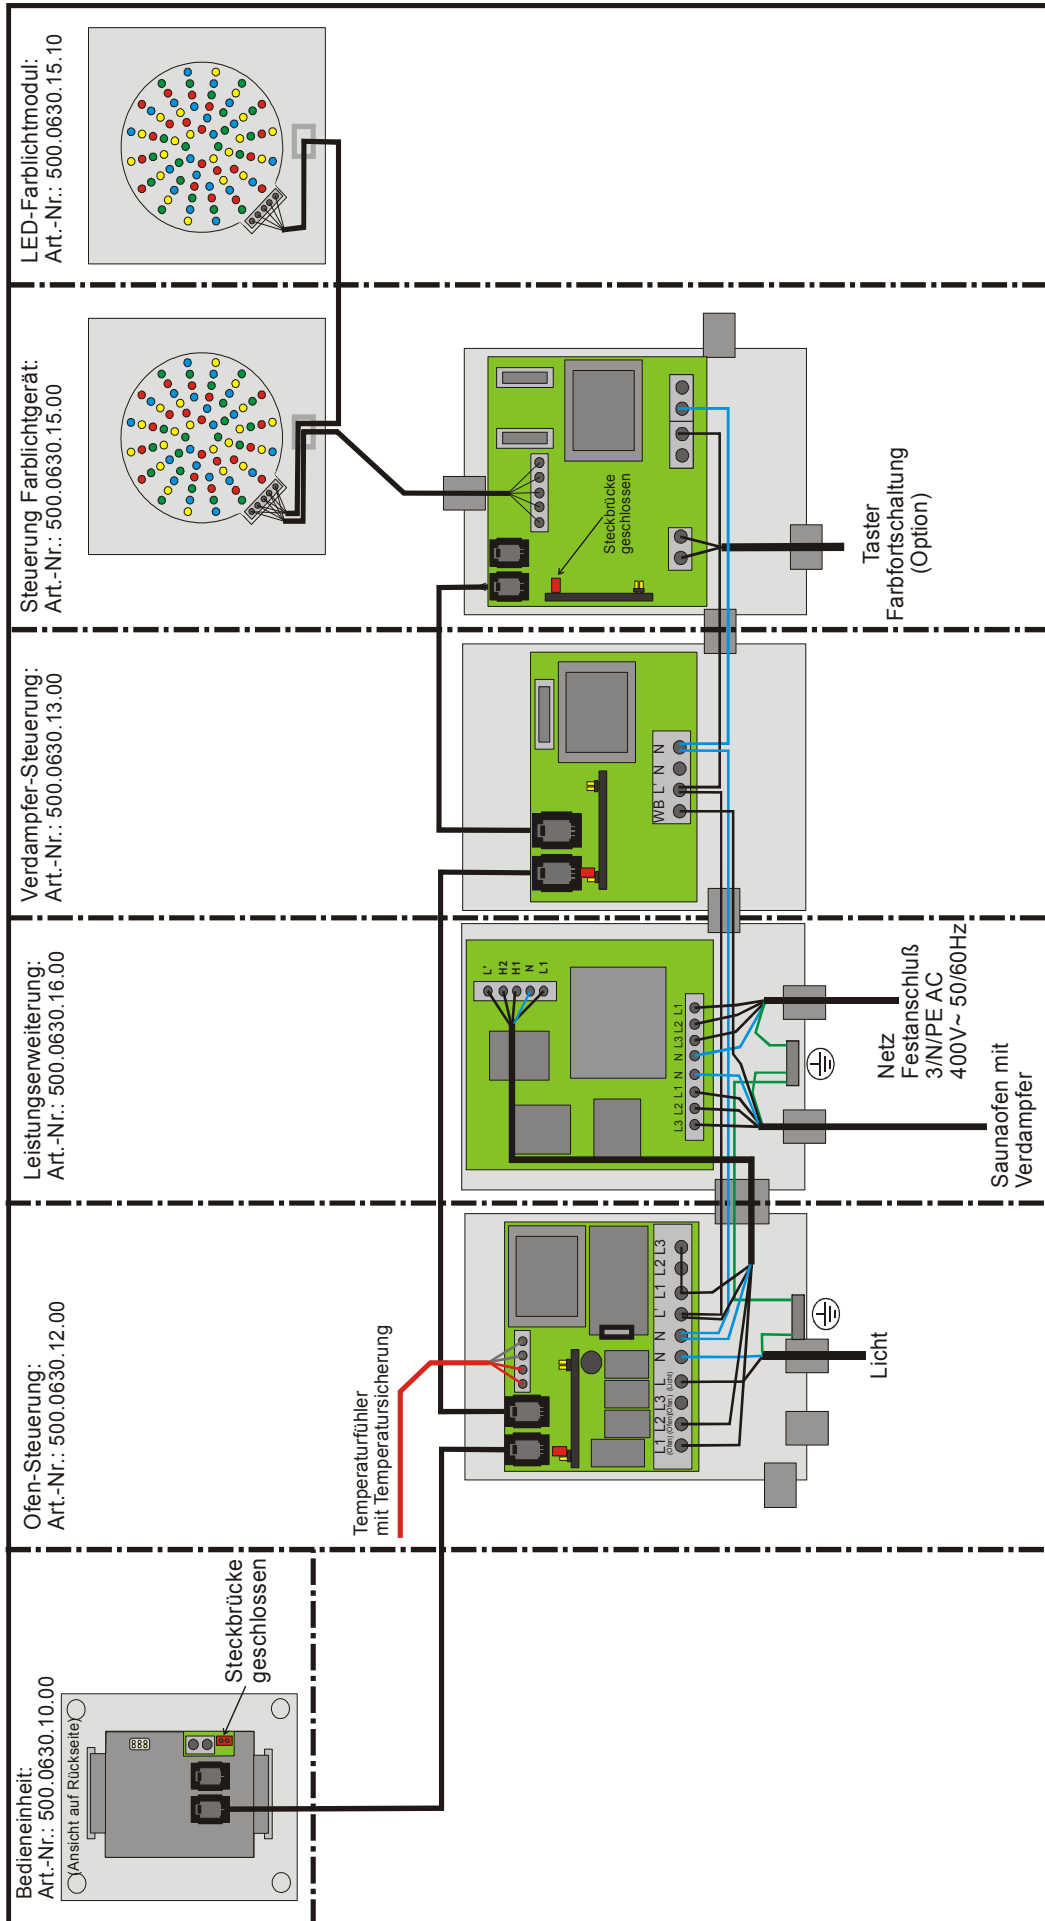 Bedieneinheit:
Art.-Nr.: 500.0630.10.00
(Ansicht auf Rückseite)
Steckbrücke
geschlossen
Ofen-Steuerung:
Art.-Nr.: 500.0630.12.00
Temperaturfühler
mit Temperatursicherung
L1 L2 L3 L N N L' L1 L2 L3
(Ofen) (Ofen) (Ofen) (Licht)
Licht
Leistungserweiterung:
Art.-Nr.: 500.0630.16.00
L'
H2
H1
N
L1
L3 L2 L1 N N L3 L2 L1
Saunaofen mit
Verdampfer
Netz
Festanschluß
3/N/PE AC
400V~ 50/60Hz
Verdampfer-Steuerung:
Art.-Nr.: 500.0630.13.00
WB L' N N
Steuerung Farblichtgerät:
Art.-Nr.: 500.0630.15.00
Steckbrücke
geschlossen
Taster
Farbfortschaltung
(Option)
LED-Farblichtmodul:
Art.-Nr.: 500.0630.15.10